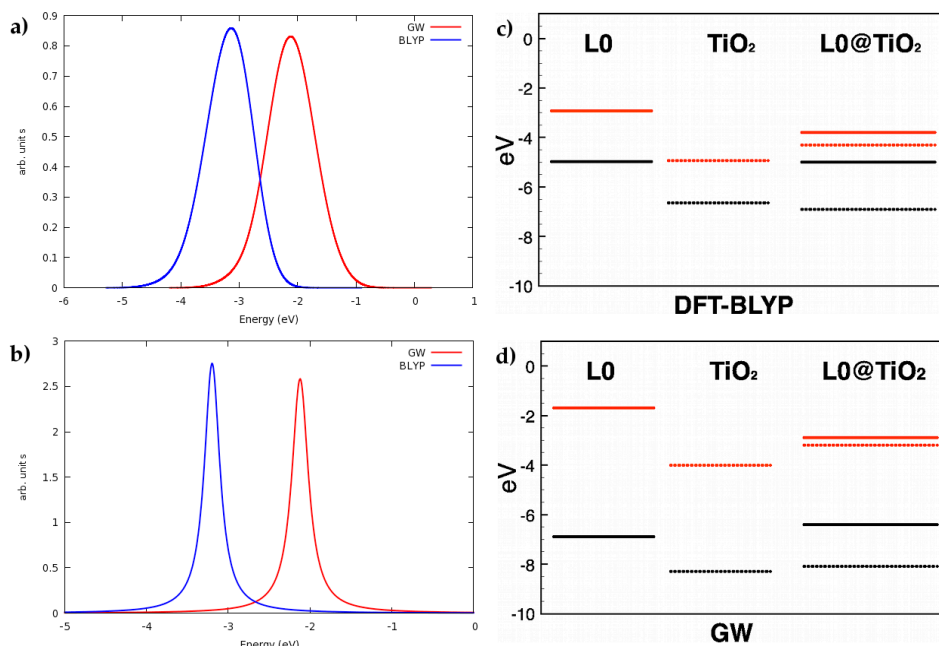 a)
0.9
0.8
0.7
0.6
0.5
0.4
0.3
0.2
0.1
0
arb. unit s
GW
BLYP
-6 -5 -4 -3 -2 -1 0 1
Energy (eV)
b)
3
2.5
2
1.5
1
0.5
0
arb. unit s
GW
BLYP
-5 -4 -3 -2 -1 0
Energy (eV)
c)
L0 TiO₂ L0@TiO₂
0
-2
-4
-6
-8
-10
eV
DFT-BLYP
d)
L0 TiO₂ L0@TiO₂
0
-2
-4
-6
-8
-10
eV
GW